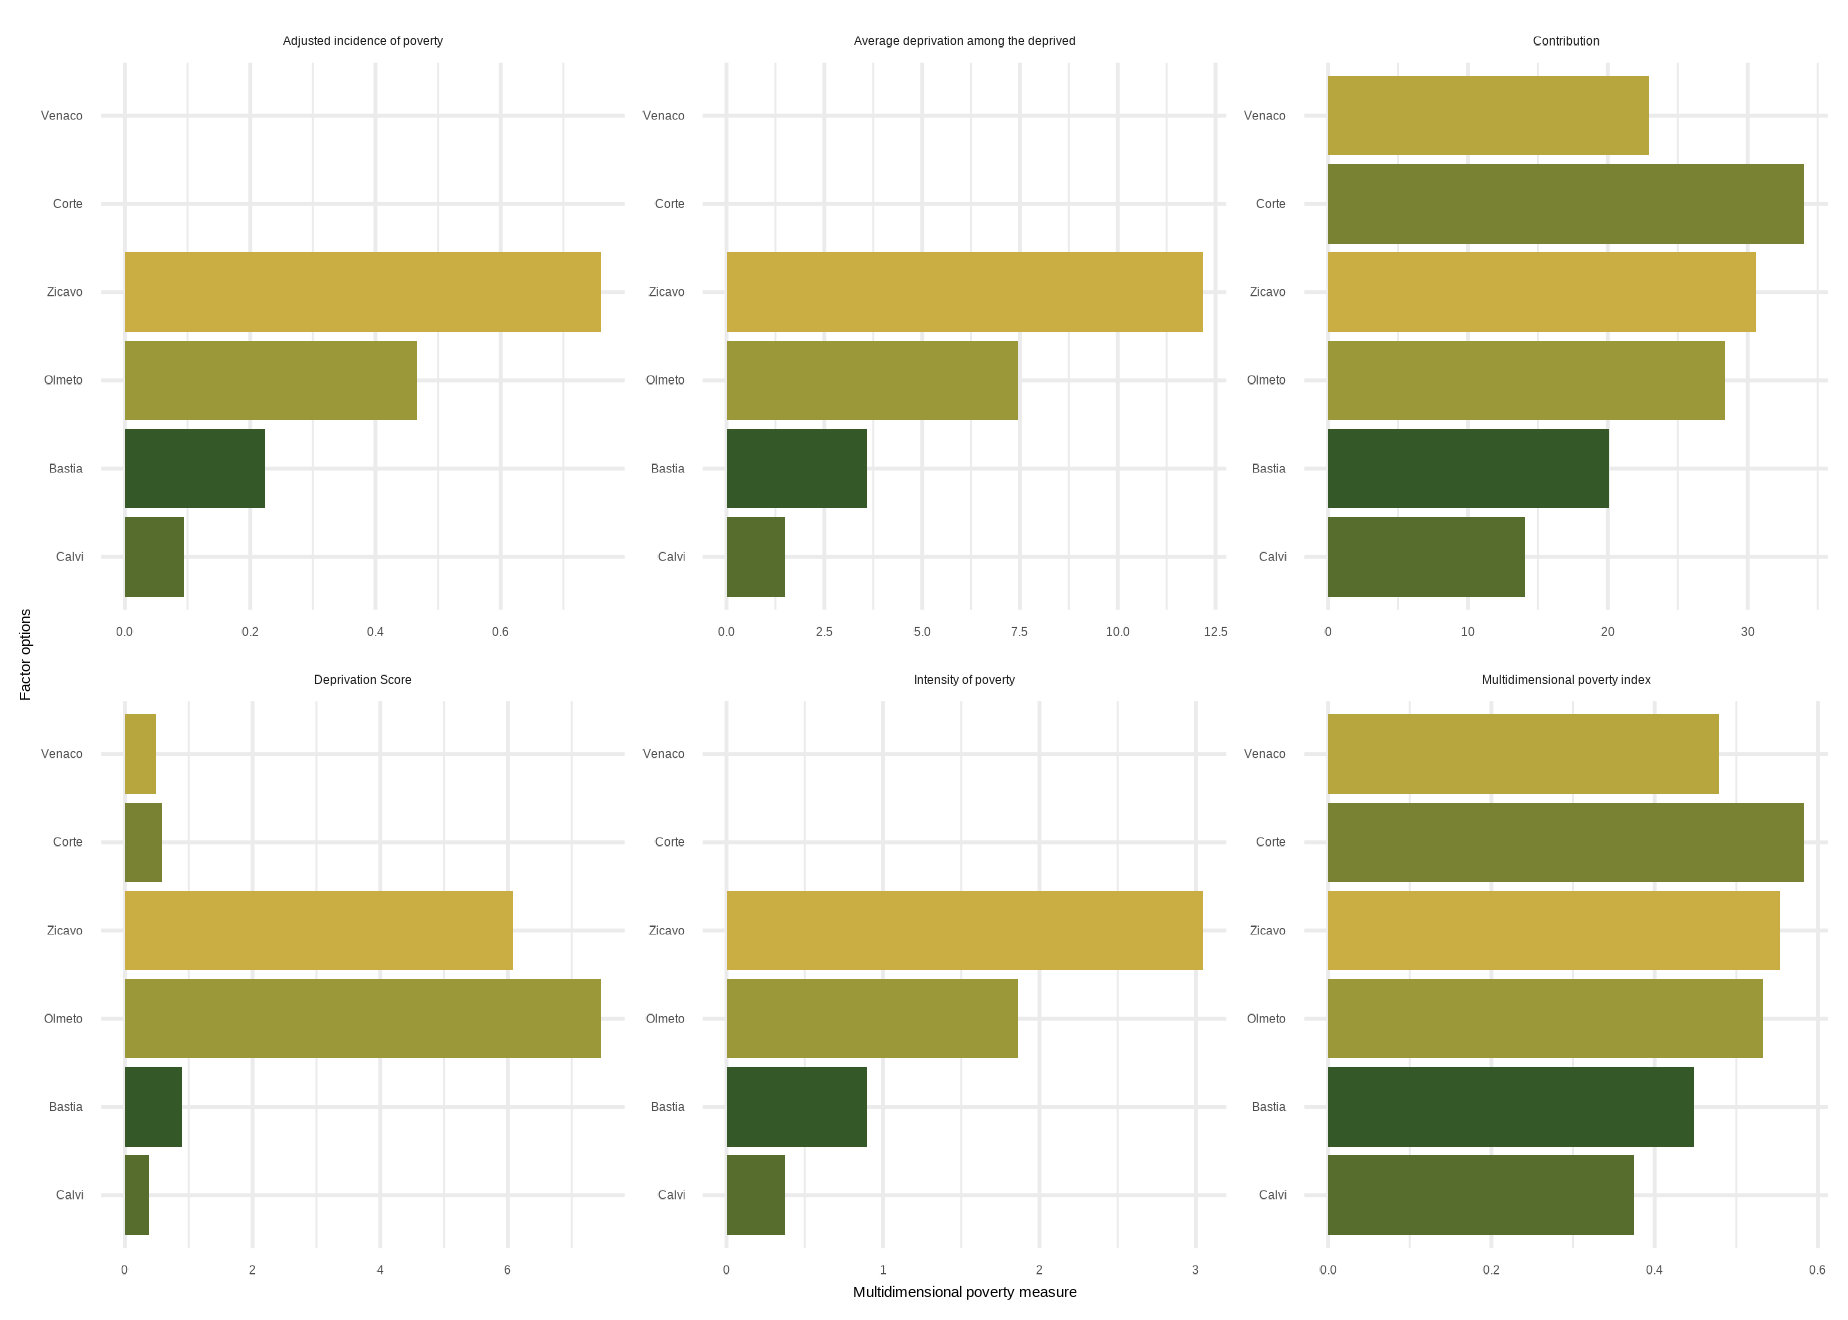 Adjusted incidence of poverty
Venaco
Corte
Zicavo
Olmeto
Bastia
Calvi
0.0 0.2 0.4 0.6
Average deprivation among the deprived
Venaco
Corte
Zicavo
Olmeto
Bastia
Calvi
0.0 2.5 5.0 7.5 10.0 12.5
Contribution
Venaco
Corte
Zicavo
Olmeto
Bastia
Calvi
0 10 20 30
Factor options
Deprivation Score
Venaco
Corte
Zicavo
Olmeto
Bastia
Calvi
0 2 4 6
Intensity of poverty
Venaco
Corte
Zicavo
Olmeto
Bastia
Calvi
0 1 2 3
Multidimensional poverty index
Venaco
Corte
Zicavo
Olmeto
Bastia
Calvi
0.0 0.2 0.4 0.6
Multidimensional poverty measure